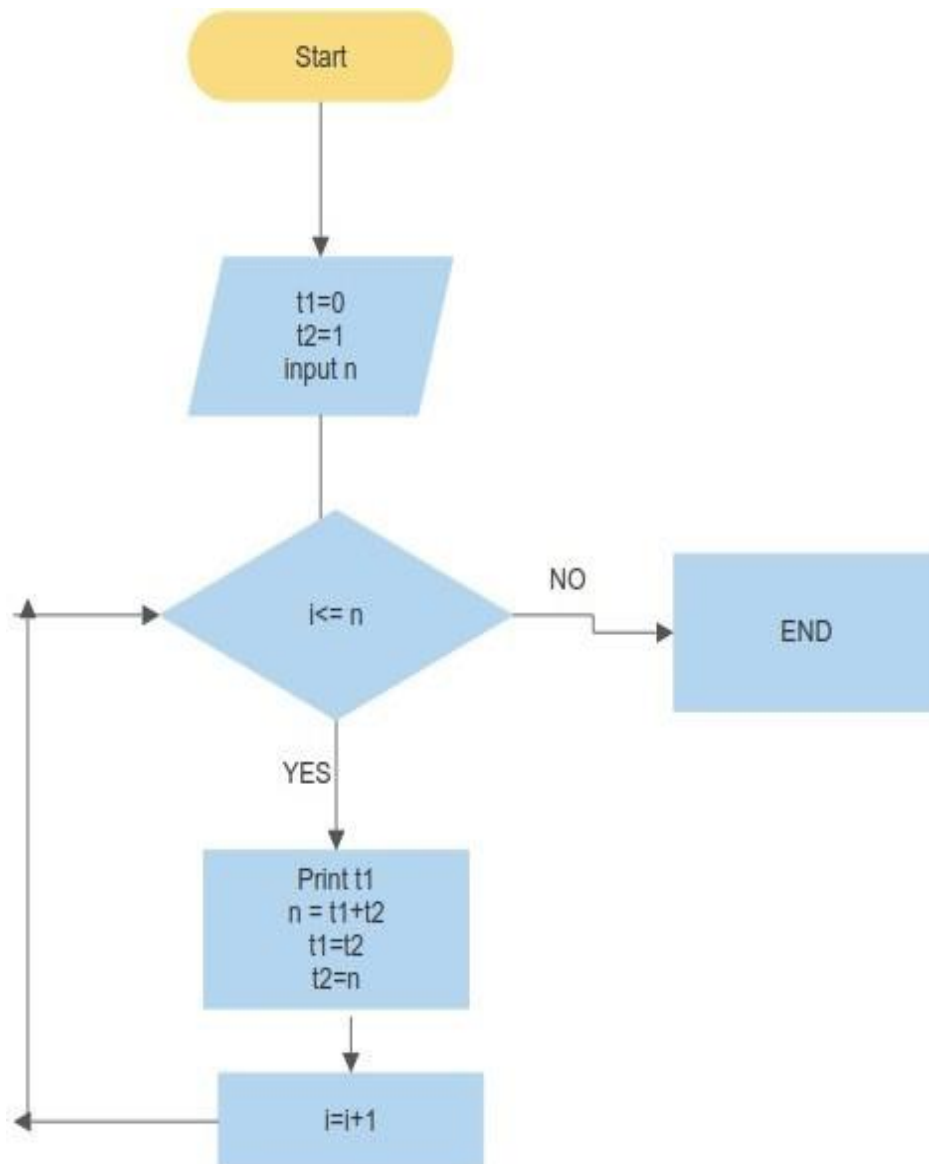 Start
t1=0
t2=1
input n
i<= n
NO
END
YES
Print t1
n = t1+t2
t1=t2
t2=n
i=i+1